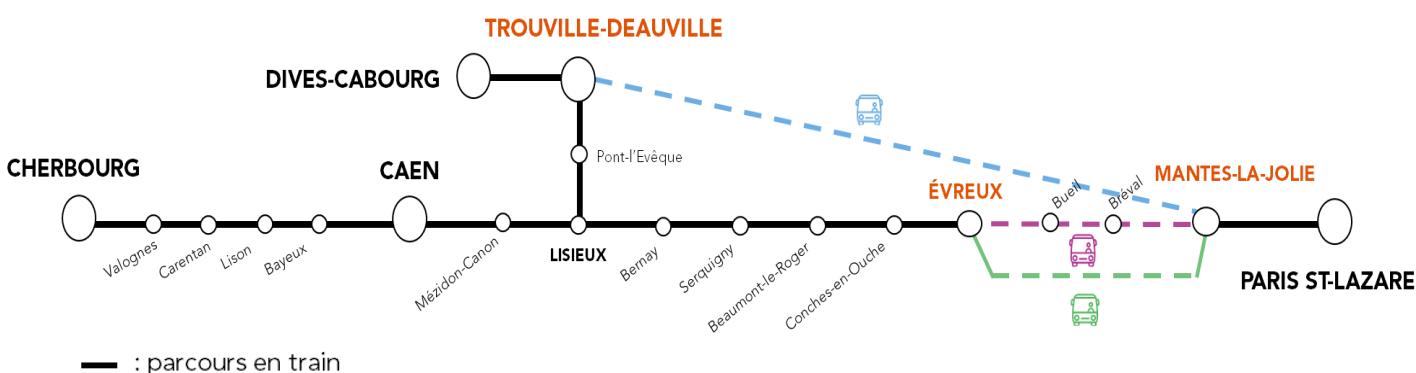 TROUVILLE-DEAUVILLE
DIVES-CABOURG
Pont-l'Evêque
CHERBOURG
CAEN
ÉVREUX
MANTES-LA-JOLIE
Bueil
Bréval
Valognes
Carentan
Lison
Bayeux
Mézidon-Canon
LISIEUX
Bernay
Serquigny
Beaumont-le-Roger
Conches-en-Ouche
PARIS ST-LAZARE
: parcours en train